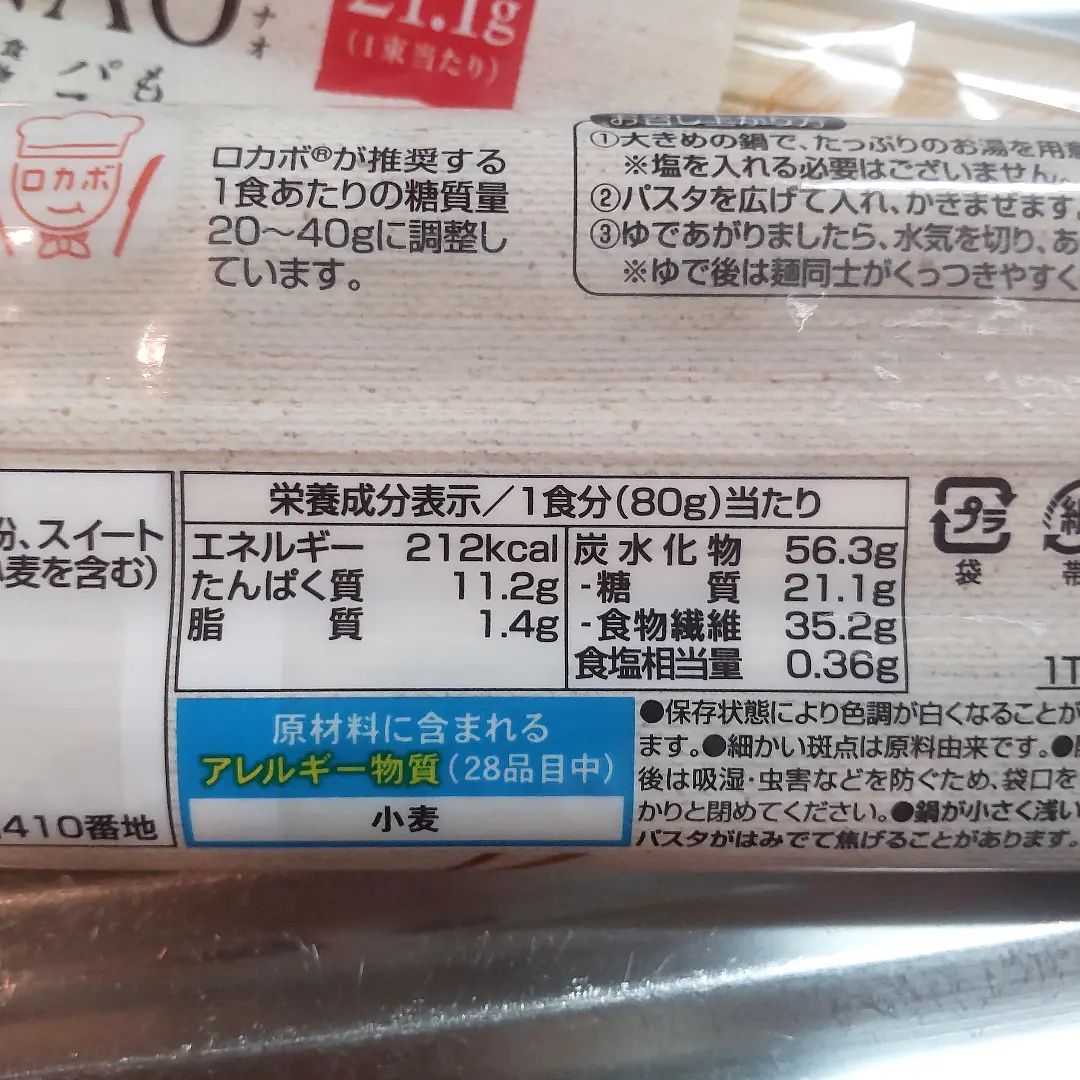 21.1g
(1束当たり)
ナオ
ロカボ
ロカボ®が推奨する
1食あたりの糖質量
20〜40gに調整し
ています。
お召し上がり方
①大きめの鍋で、たっぷりのお湯を用意
※塩を入れる必要はございません。
②パスタを広げて入れ、かきまぜます。
③ゆであがりましたら、水気を切り、あ
※ゆで後は麺同士がくっつきやすく
粉、スイート
小麦を含む)
410番地
栄養成分表示/1食分(80g)当たり
エネルギー 212kcal
たんぱく質 11.2g
脂質 1.4g
炭水化物 56.3g
-糖質 21.1g
-食物繊維 35.2g
食塩相当量 0.36g
プラ
袋
帯
1T
原材料に含まれる
アレルギー物質(28品目中)
小麦
●保存状態により色調が白くなることが
ます。●細かい斑点は原料由来です。●
後は吸湿・虫害などを防ぐため、袋口を
かりと閉めてください。●鍋が小さく浅い
パスタがはみでて焦げることがあります。